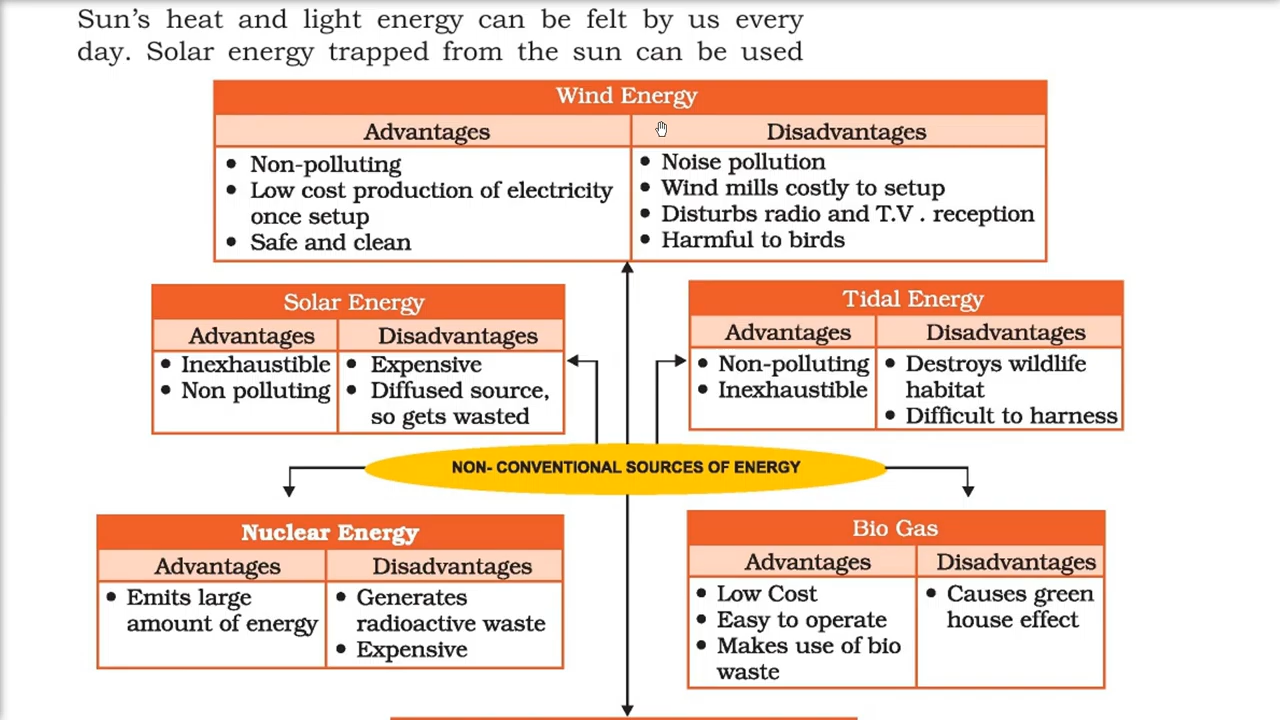 Sun's heat and light energy can be felt by us every
day. Solar energy trapped from the sun can be used
Wind Energy
Advantages
Disadvantages
• Non-polluting
• Low cost production of electricity
once setup
• Safe and clean
• Noise pollution
• Wind mills costly to setup
• Disturbs radio and T.V . reception
• Harmful to birds
Solar Energy
Advantages
Disadvantages
• Inexhaustible
• Non polluting
• Expensive
• Diffused source,
so gets wasted
Tidal Energy
Advantages
Disadvantages
• Non-polluting
• Inexhaustible
• Destroys wildlife
habitat
• Difficult to harness
NON- CONVENTIONAL SOURCES OF ENERGY
Nuclear Energy
Advantages
Disadvantages
• Emits large
amount of energy
• Generates
radioactive waste
• Expensive
Bio Gas
Advantages
Disadvantages
• Low Cost
• Easy to operate
• Makes use of bio
waste
• Causes green
house effect